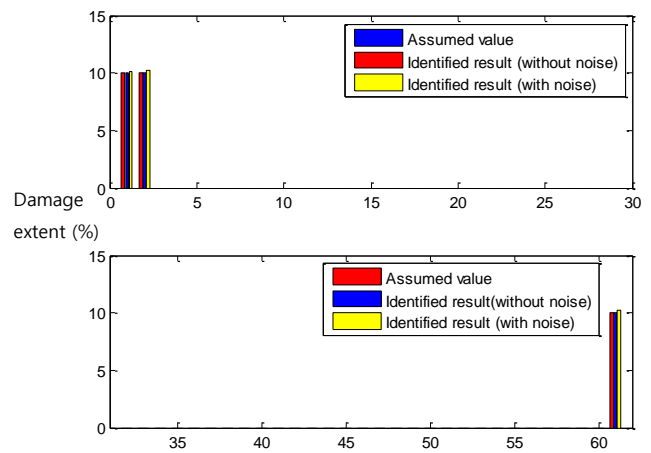 15
10
5
0
Assumed value
Identified result (without noise)
Identified result (with noise)
0 5 10 15 20 25 30
Damage
extent (%)
15
10
5
0
Assumed value
Identified result(without noise)
Identified result (with noise)
35 40 45 50 55 60